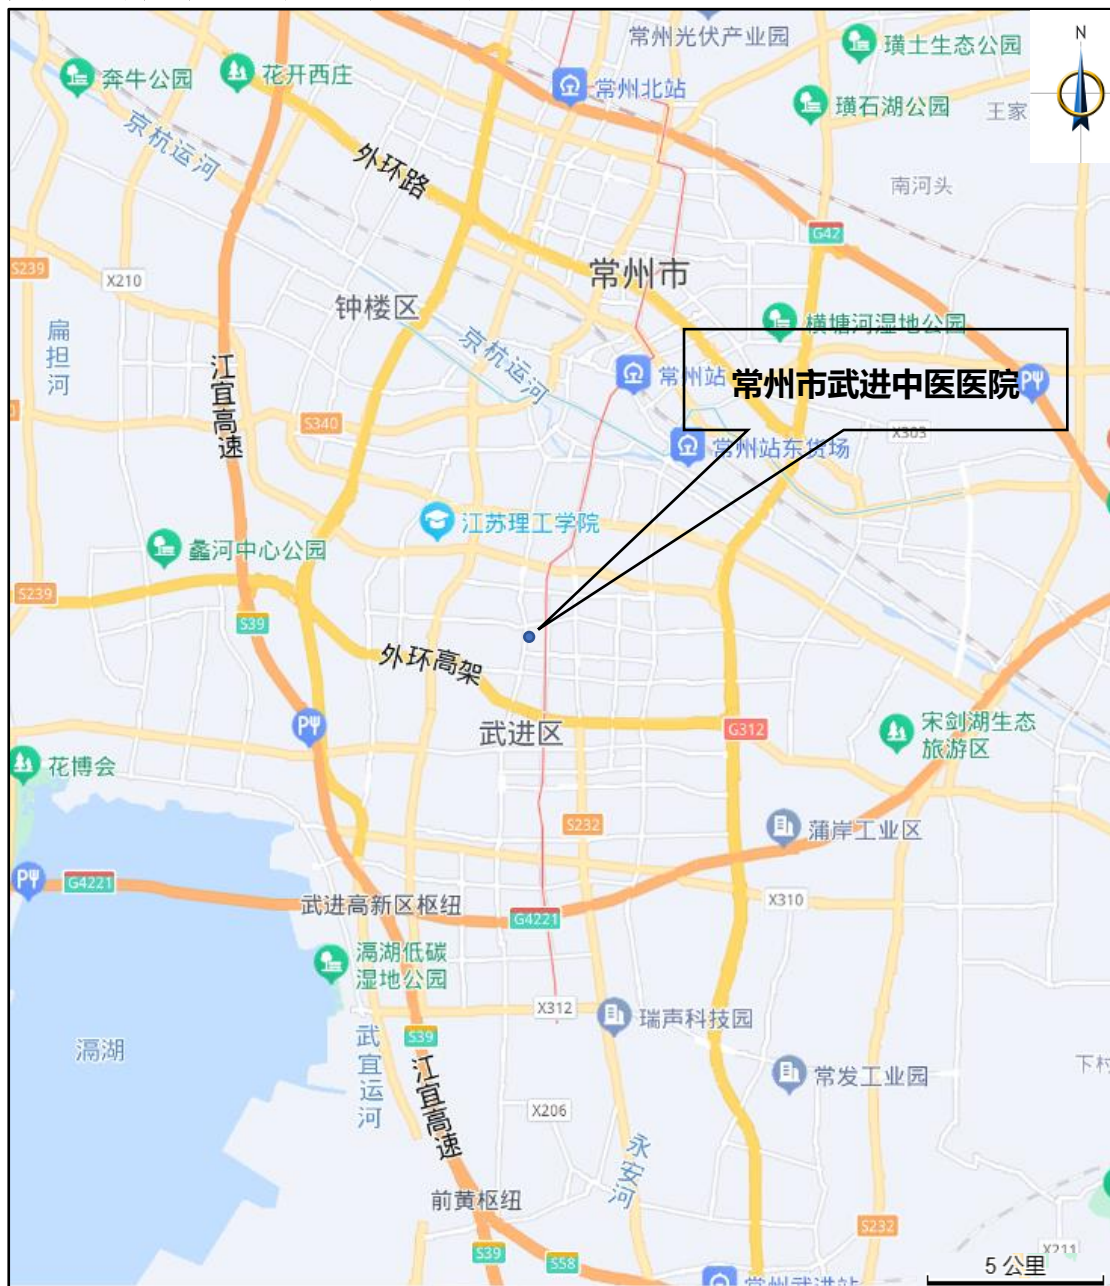 常州光伏产业园
璜土生态公园
N
奔牛公园
花开西庄
常州北站
璜石湖公园
王家
京杭运河
外环路
南河头
G42
S239
X210
常州市
钟楼区
横塘河湿地公园
扁担河
京杭运河
江宜高速
常州站
常州市武进中医医院
S340
常州站东货场
X303
江苏理工学院
蠡河中心公园
S239
S39
外环高架
武进区
G312
宋剑湖生态
旅游区
花博会
S232
蒲岸工业区
G4221
武进高新区枢纽
X310
G4221
滆湖低碳
湿地公园
X312
瑞声科技园
滆湖
武宜运河
S39
常发工业园
下村
江宜高速
X206
永安河
前黄枢纽
S232
X211
S39
S58
5 公里
常州武进站